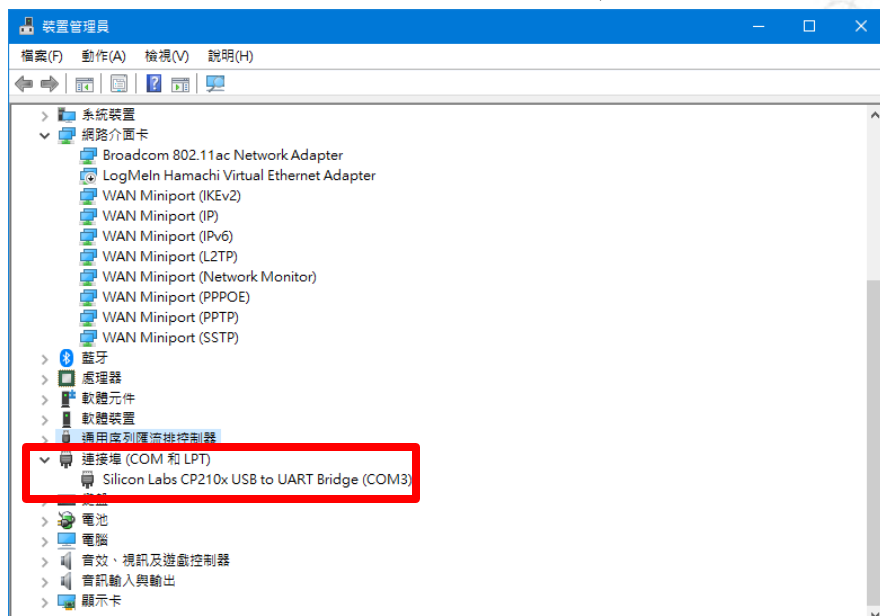 裝置管理員
檔案(F) 動作(A) 檢視(V) 說明(H)
系統裝置
網路介面卡
Broadcom 802.11ac Network Adapter
LogMeIn Hamachi Virtual Ethernet Adapter
WAN Miniport (IKEv2)
WAN Miniport (IP)
WAN Miniport (IPv6)
WAN Miniport (L2TP)
WAN Miniport (Network Monitor)
WAN Miniport (PPPOE)
WAN Miniport (PPTP)
WAN Miniport (SSTP)
藍牙
處理器
軟體元件
軟體裝置
通用序列匯流排控制器
連接埠 (COM 和 LPT)
Silicon Labs CP210x USB to UART Bridge (COM3)
電池
電腦
音效、視訊及遊戲控制器
音訊輸入與輸出
顯示卡